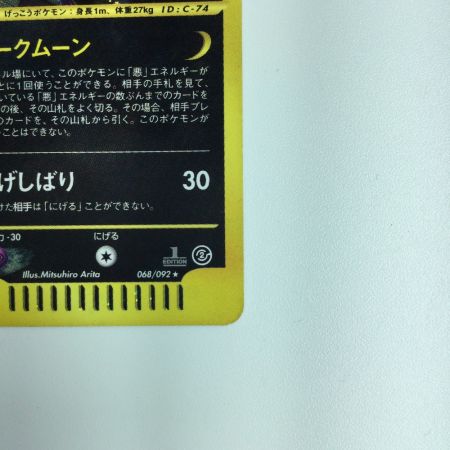 げっこうポケモン：身長1m、体重27kg ID:C-74
ークムーン
ル場にいて、このポケモンに「悪」エネルギーが
とに1回使うことができる。相手の手札を見て、
いている「悪」エネルギーの数ぶんまでのカードを
の後、その山札をよく切る。その場合、相手プレ
のカードを、その山札から引く。このポケモンが
うことはできない。
げしばり 30
けた相手は「にげる」ことができない。
力-30 にげる
1 EDITION
Illus.Mitsuhiro Arita 068/092★